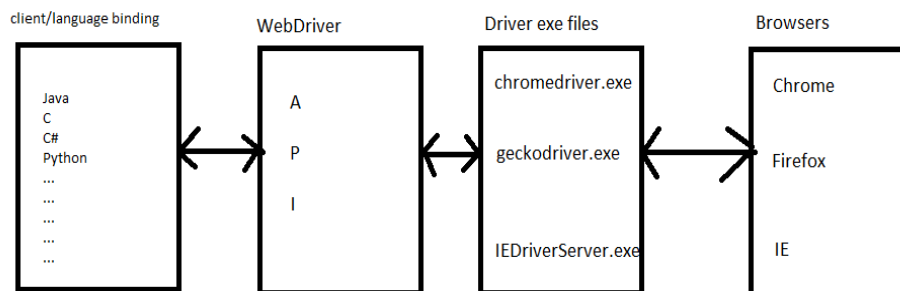 client/language binding
Java
C
C#
Python
...
...
...
...
...
WebDriver
A
P
I
Driver exe files
chromedriver.exe
geckodriver.exe
IEDriverServer.exe
Browsers
Chrome
Firefox
IE